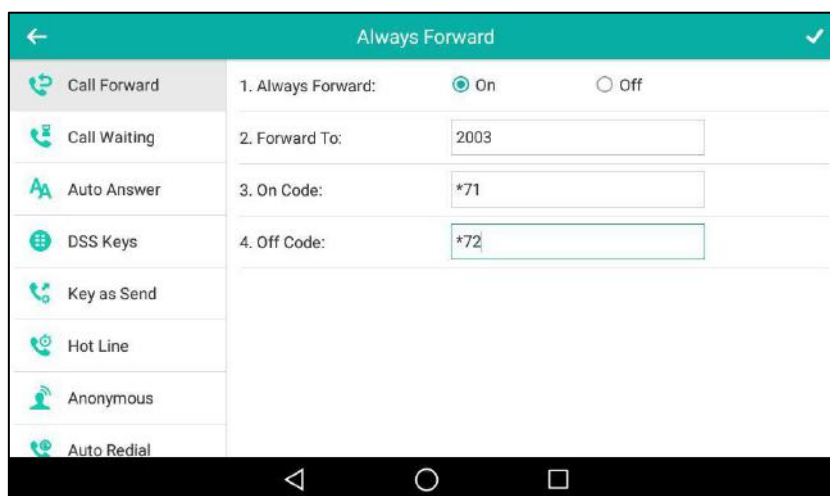 Always Forward
Call Forward
1. Always Forward: On Off
Call Waiting
2. Forward To: 2003
Auto Answer
3. On Code: *71
DSS Keys
4. Off Code: *72
Key as Send
Hot Line
Anonymous
Auto Redial